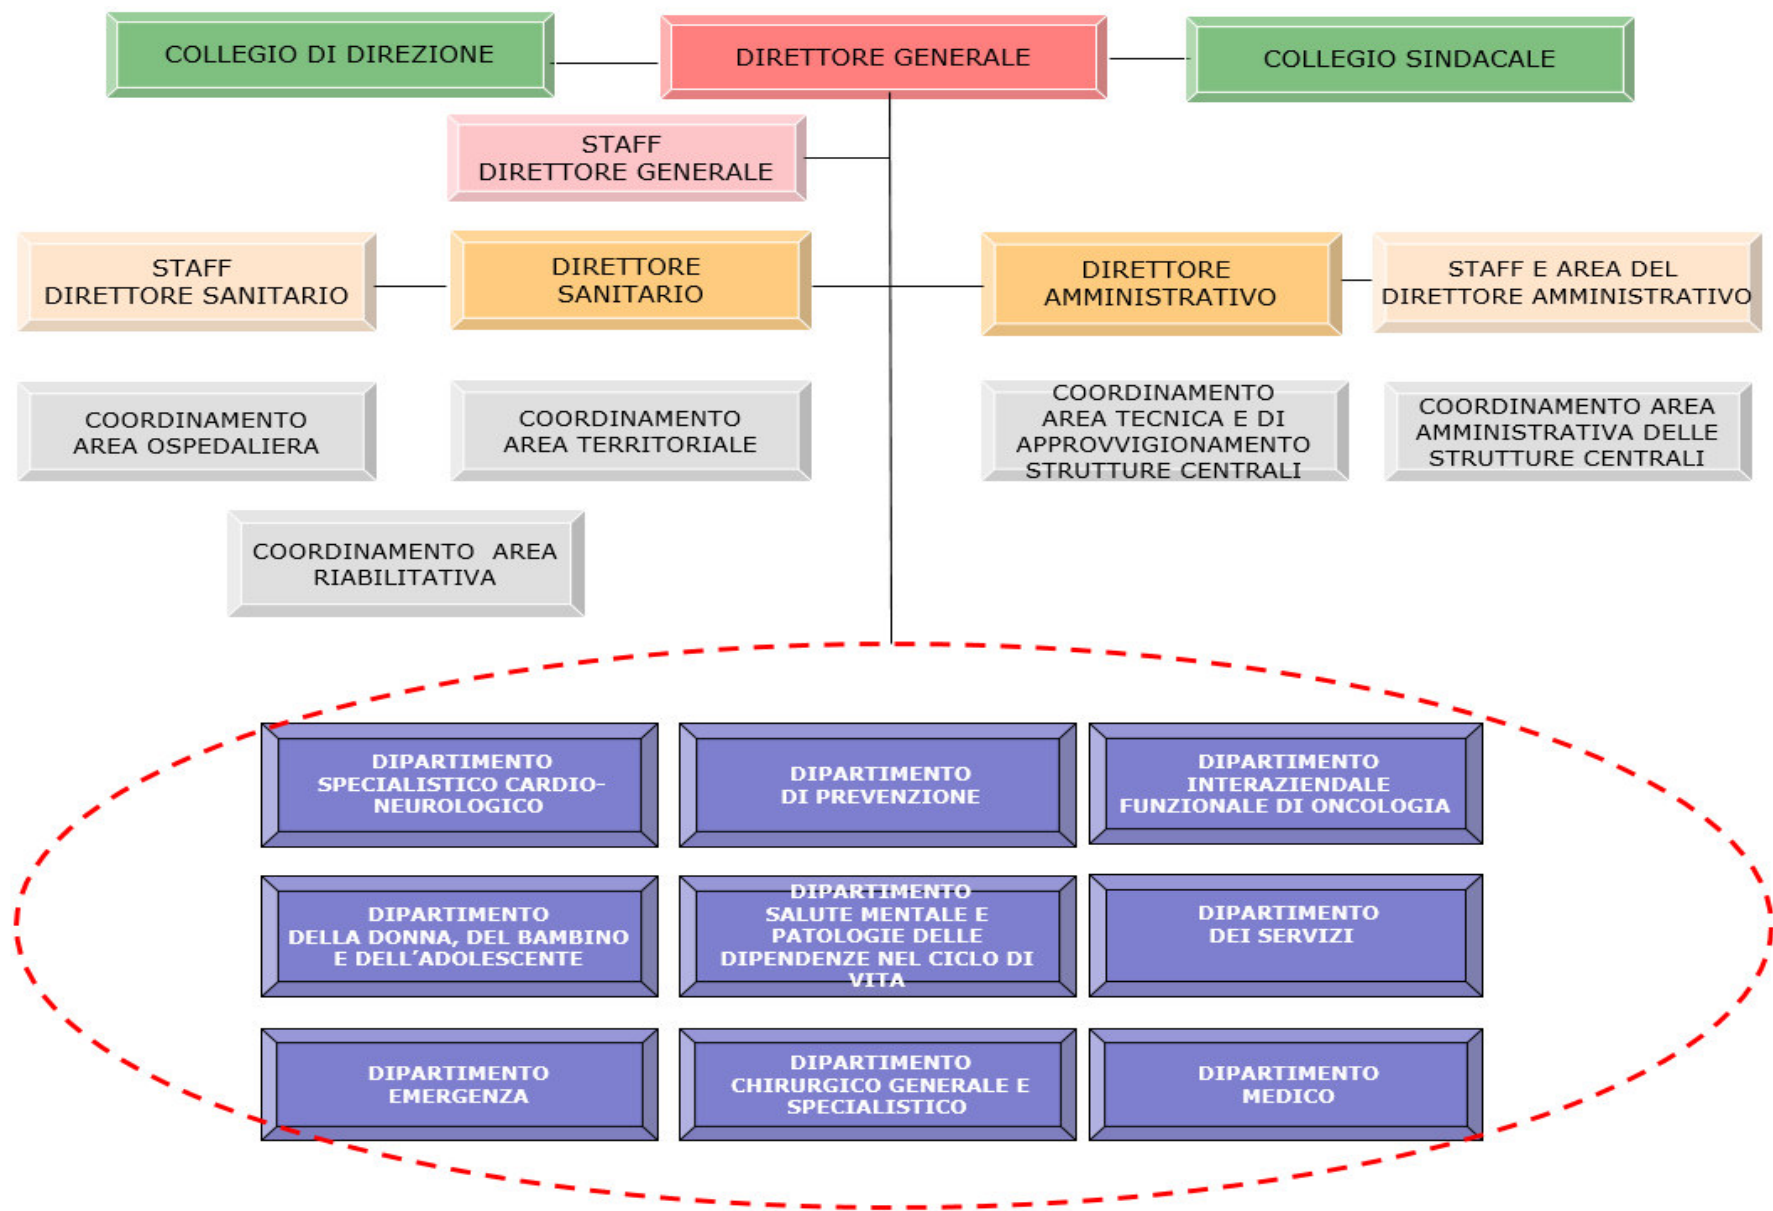 COLLEGIO DI DIREZIONE
DIRETTORE GENERALE
COLLEGIO SINDACALE
STAFF
DIRETTORE GENERALE
STAFF
DIRETTORE SANITARIO
DIRETTORE
SANITARIO
DIRETTORE
AMMINISTRATIVO
STAFF E AREA DEL
DIRETTORE AMMINISTRATIVO
COORDINAMENTO
AREA OSPEDALIERA
COORDINAMENTO
AREA TERRITORIALE
COORDINAMENTO
AREA TECNICA E DI
APPROVVIGIONAMENTO
STRUTTURE CENTRALI
COORDINAMENTO AREA
AMMINISTRATIVA DELLE
STRUTTURE CENTRALI
COORDINAMENTO AREA
RIABILITATIVA
DIPARTIMENTO
SPECIALISTICO CARDIO-
NEUROLOGICO
DIPARTIMENTO
DI PREVENZIONE
DIPARTIMENTO
INTERAZIENDALE
FUNZIONALE DI ONCOLOGIA
DIPARTIMENTO
DELLA DONNA, DEL BAMBINO
E DELL´ADOLESCENTE
DIPARTIMENTO
SALUTE MENTALE E
PATOLOGIE DELLE
DIPENDENZE NEL CICLO DI
VITA
DIPARTIMENTO
DEI SERVIZI
DIPARTIMENTO
EMERGENZA
DIPARTIMENTO
CHIRURGICO GENERALE E
SPECIALISTICO
DIPARTIMENTO
MEDICO